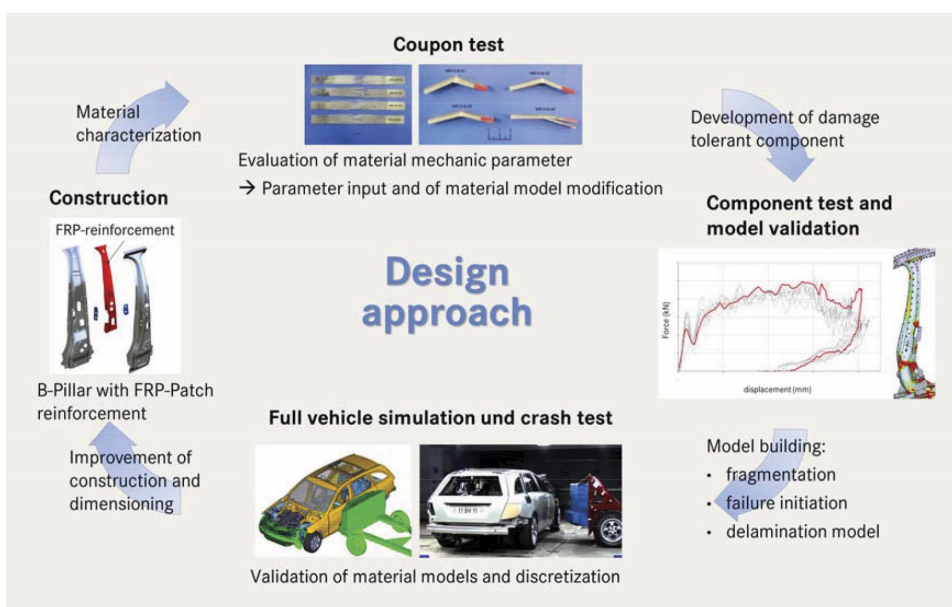 Coupon test
Material
characterization
Development of damage
tolerant component
Evaluation of material mechanic parameter
→ Parameter input and of material model modification
Construction
FRP-reinforcement
B-Pillar with FRP-Patch
reinforcement
Component test and
model validation
Force (kN)
displacement (mm)
Design
approach
Full vehicle simulation und crash test
Improvement of
construction and
dimensioning
Model building:
• fragmentation
• failure initiation
• delamination model
Validation of material models and discretization